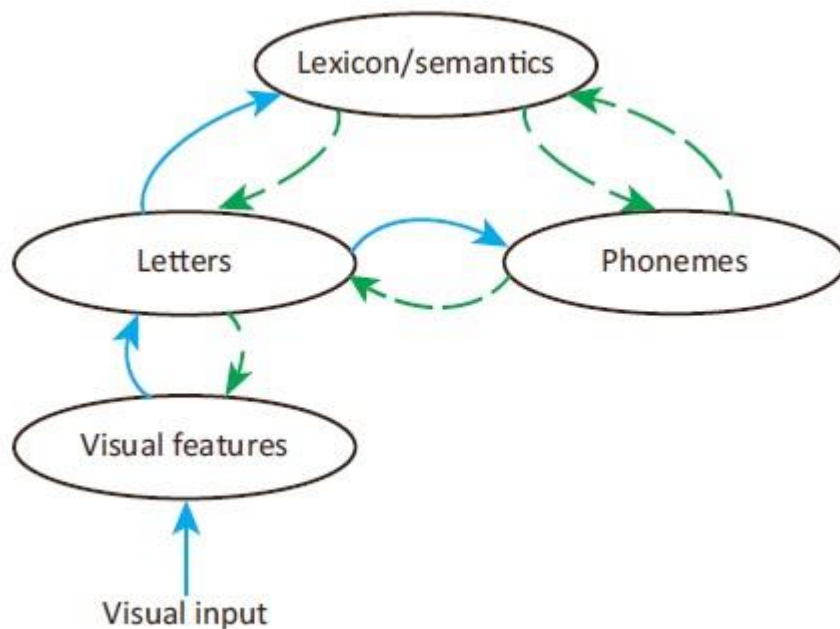 Lexicon/semantics
Letters
Phonemes
Visual features
Visual input